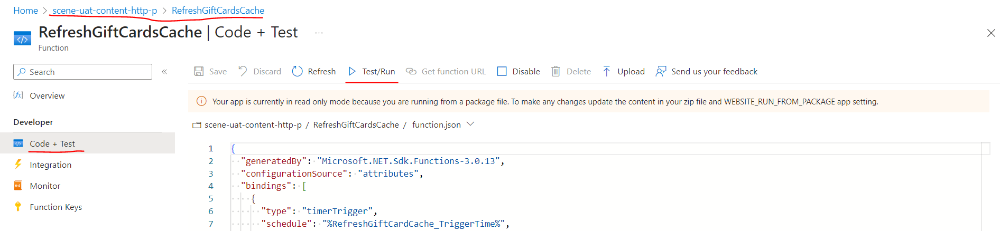 Home > scene-uat-content-http-p > RefreshGiftCardsCache
RefreshGiftCardsCache | Code + Test ...
Function
Search «
Save Discard Refresh Test/Run Get function URL Disable Delete Upload Send us your feedback
Overview
Your app is currently in read only mode because you are running from a package file. To make any changes update the content in your zip file and WEBSITE_RUN_FROM_PACKAGE app setting.
Developer
scene-uat-content-http-p / RefreshGiftCardsCache / function.json
Code + Test
Integration
Monitor
Function Keys
1 {
2 "generatedBy": "Microsoft.NET.Sdk.Functions-3.0.13",
3 "configurationSource": "attributes",
4 "bindings": [
5 {
6 "type": "timerTrigger",
7 "schedule": "%RefreshGiftCardCache_TriggerTime%",